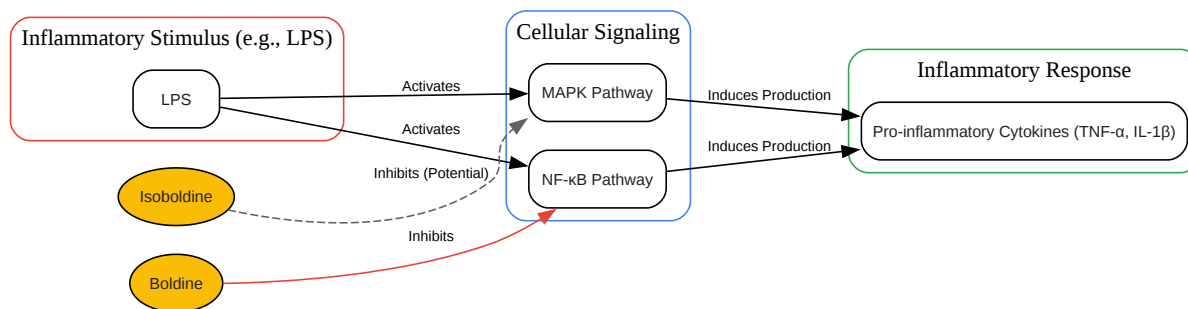 Inflammatory Stimulus (e.g., LPS)
LPS
Isoboldine
Boldine
Activates
Activates
Inhibits (Potential)
Inhibits
Cellular Signaling
MAPK Pathway
NF-κB Pathway
Induces Production
Induces Production
Inflammatory Response
Pro-inflammatory Cytokines (TNF-α, IL-1β)